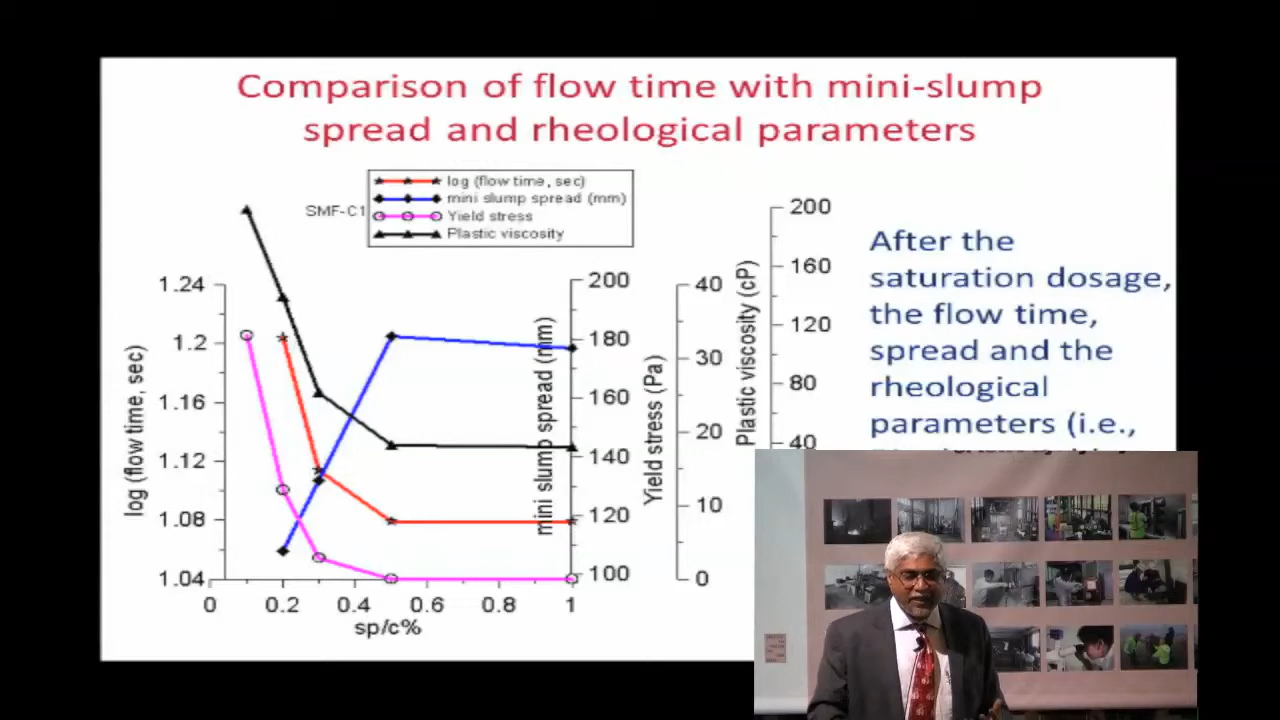 Comparison of flow time with mini-slump
spread and rheological parameters
log (flow time, sec)
mini slump spread (mm)
SMF-C1
Yield stress
Plastic viscosity
1.24
1.2
1.16
1.12
1.08
1.04
log (flow time, sec)
0
0.2
0.4
0.6
0.8
1
sp/c%
200
180
160
140
120
100
mini slump spread (mm)
40
30
20
10
0
Yield stress (Pa)
200
160
120
80
40
Plastic viscosity (cP)
After the
saturation dosage,
the flow time,
spread and the
rheological
parameters (i.e.,